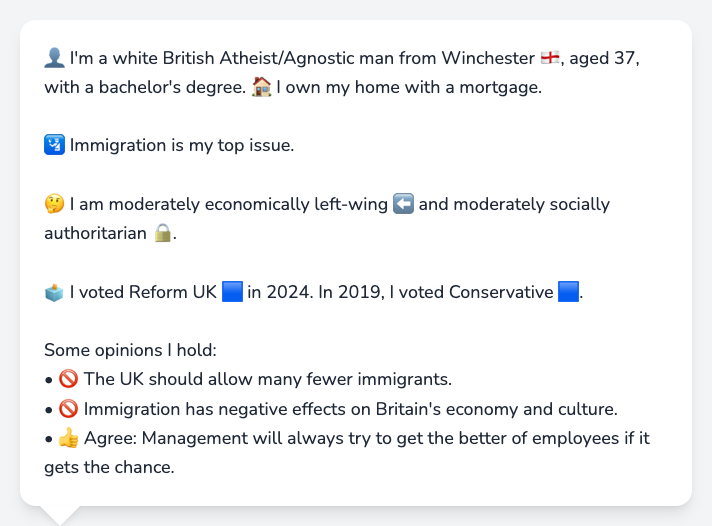 👤 I'm a white British Atheist/Agnostic man from Winchester 🏴󠁧󠁢󠁥󠁮󠁧󠁿, aged 37,
with a bachelor's degree. 🏠 I own my home with a mortgage.
🛂 Immigration is my top issue.
🤔 I am moderately economically left-wing ⬅️ and moderately socially
authoritarian 🔒.
🗳️ I voted Reform UK 🟦 in 2024. In 2019, I voted Conservative 🟦.
Some opinions I hold:
• 🚫 The UK should allow many fewer immigrants.
• 🚫 Immigration has negative effects on Britain's economy and culture.
• 👍 Agree: Management will always try to get the better of employees if it
gets the chance.